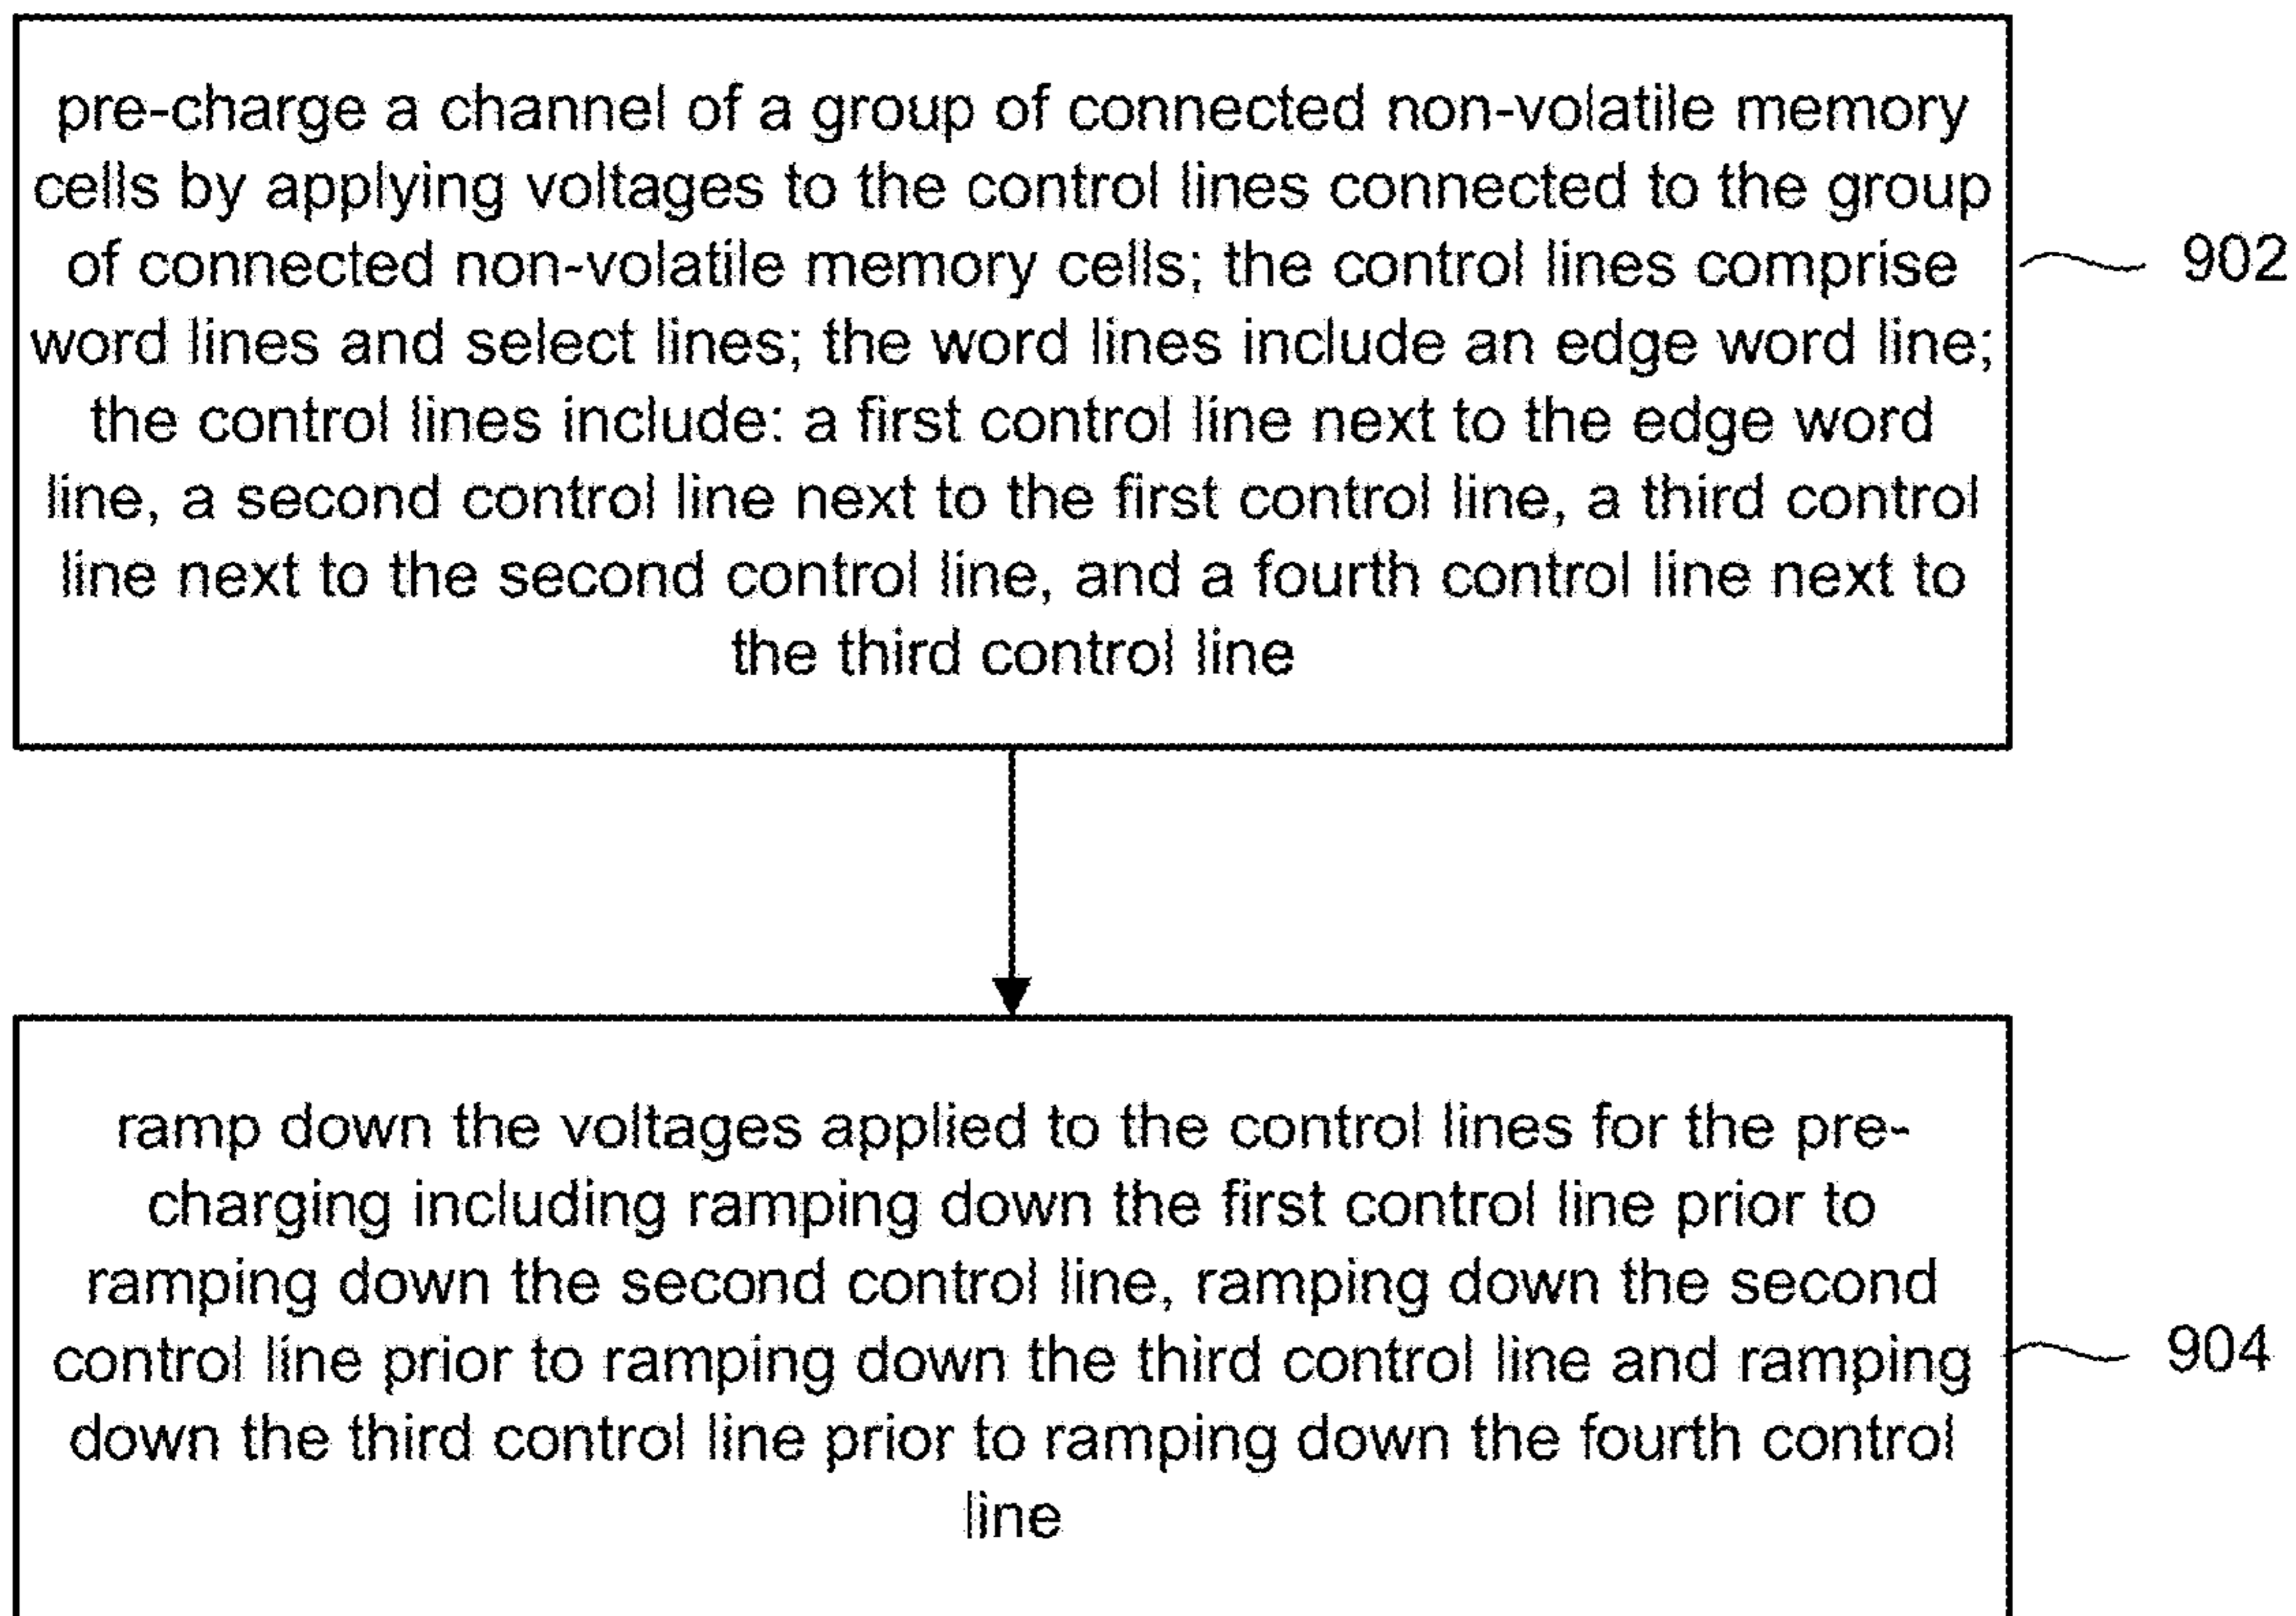 pre-charge a channel of a group of connected non-volatile memory
cells by applying voltages to the control lines connected to the group
of connected non-volatile memory cells; the control lines comprise
word lines and select lines; the word lines include an edge word line;
the control lines include: a first control line next to the edge word
line, a second control line next to the first control line, a third control
line next to the second control line, and a fourth control line next to
the third control line
902
ramp down the voltages applied to the control lines for the pre-
charging including ramping down the first control line prior to
ramping down the second control line, ramping down the second
control line prior to ramping down the third control line and ramping
down the third control line prior to ramping down the fourth control
line
904